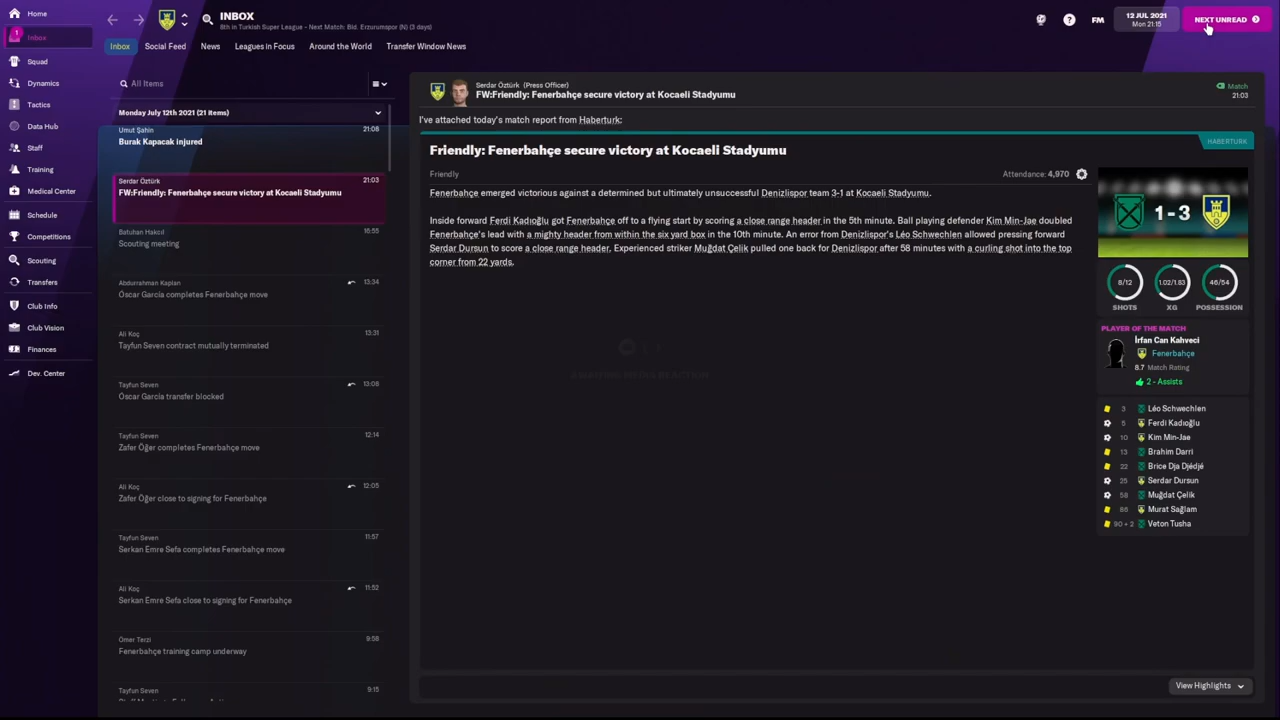 Home
Inbox
1
Squad
Dynamics
Tactics
Data Hub
Staff
Training
Medical Center
Schedule
Competitions
Scouting
Transfers
Club Info
Club Vision
Finances
Dev. Center
INBOX
8th in Turkish Super League - Next Match: Bld. Erzurumspor (N) (3 days)
FM
12 JUL 2021
Mon 21:15
NEXT UNREAD
Inbox
Social Feed
News
Leagues in Focus
Around the World
Transfer Window News
All Items
Monday July 12th 2021 (21 items)
Umut Şahin 21:06
Burak Kapacak injured
Serdar Öztürk 21:03
FW:Friendly: Fenerbahçe secure victory at Kocaeli Stadyumu
Batuhan Hakcıl 16:55
Scouting meeting
Abdurrahman Kaplan 13:34
Óscar García completes Fenerbahçe move
Ali Koç 13:31
Tayfun Seven contract mutually terminated
Tayfun Seven 13:08
Óscar García transfer blocked
Tayfun Seven 12:14
Zafer Öğer completes Fenerbahçe move
Ali Koç 12:05
Zafer Öğer close to signing for Fenerbahçe
Tayfun Seven 11:57
Serkan Emre Sefa completes Fenerbahçe move
Ali Koç 11:52
Serkan Emre Sefa close to signing for Fenerbahçe
Ömer Terzi 9:58
Fenerbahçe training camp underway
Tayfun Seven 9:15
Serdar Öztürk (Press Officer)
FW:Friendly: Fenerbahçe secure victory at Kocaeli Stadyumu
Match
21:03
I've attached today's match report from Haberturk:
HABERTURK
Friendly: Fenerbahçe secure victory at Kocaeli Stadyumu
Friendly
Attendance: 4,970
Fenerbahçe emerged victorious against a determined but ultimately unsuccessful Denizlispor team 3-1 at Kocaeli Stadyumu.
Inside forward Ferdi Kadıoğlu got Fenerbahçe off to a flying start by scoring a close range header in the 5th minute. Ball playing defender Kim Min-Jae doubled
Fenerbahçe's lead with a mighty header from within the six yard box in the 10th minute. An error from Denizlispor's Léo Schwechlen allowed pressing forward
Serdar Dursun to score a close range header. Experienced striker Muğdat Çelik pulled one back for Denizlispor after 58 minutes with a curling shot into the top
corner from 22 yards.
1 - 3
8/12
1.02/1.83
46/54
SHOTS
XG
POSSESSION
PLAYER OF THE MATCH
İrfan Can Kahveci
Fenerbahçe
8.7 Match Rating
2 - Assists
3 Léo Schwechlen
5 Ferdi Kadıoğlu
10 Kim Min-Jae
13 Brahim Darri
22 Brice Dja Djédjé
25 Serdar Dursun
58 Muğdat Çelik
86 Murat Sağlam
90 + 2 Veton Tusha
View Highlights